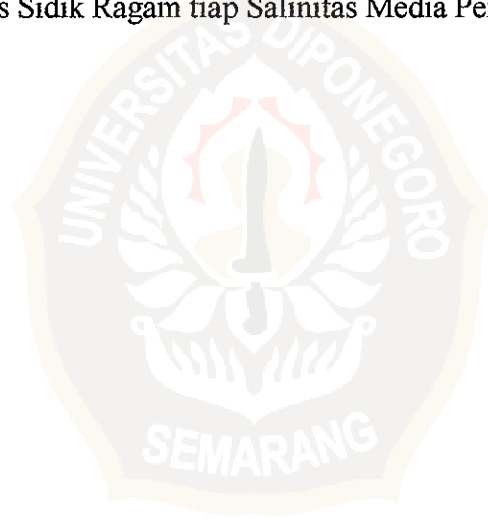 s Sidik Ragam tiap Salinitas Media Pe
UNIVERSITAS DIPONEGORO
SEMARANG